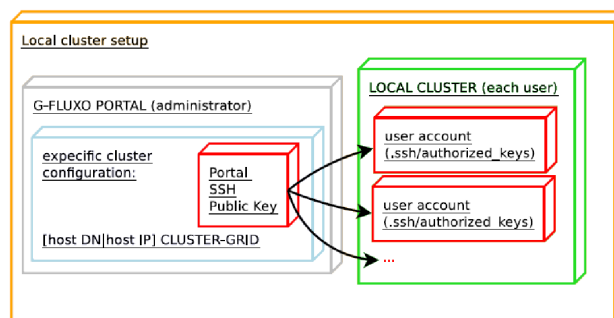 Local cluster setup
G-FLUXO PORTAL (administrator)
expecific cluster
configuration:
Portal
SSH
Public Key
[host DN|host IP] CLUSTER-GRID
LOCAL CLUSTER (each user)
user account
(.ssh/authorized_keys)
user account
(.ssh/authorized_keys)
...